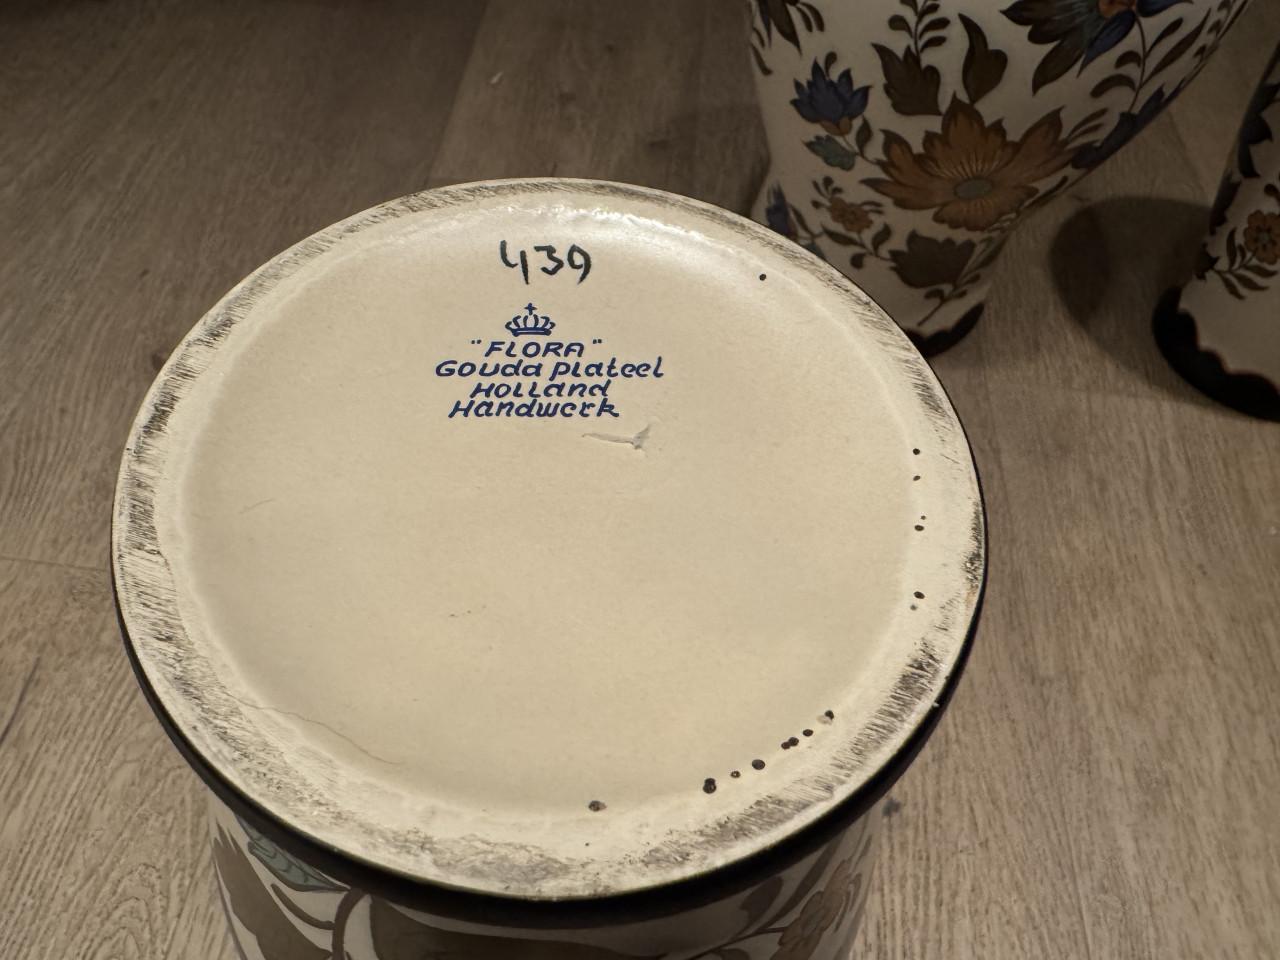 439
"FLORA"
Gouda plateel
HOLLand
Handwerk